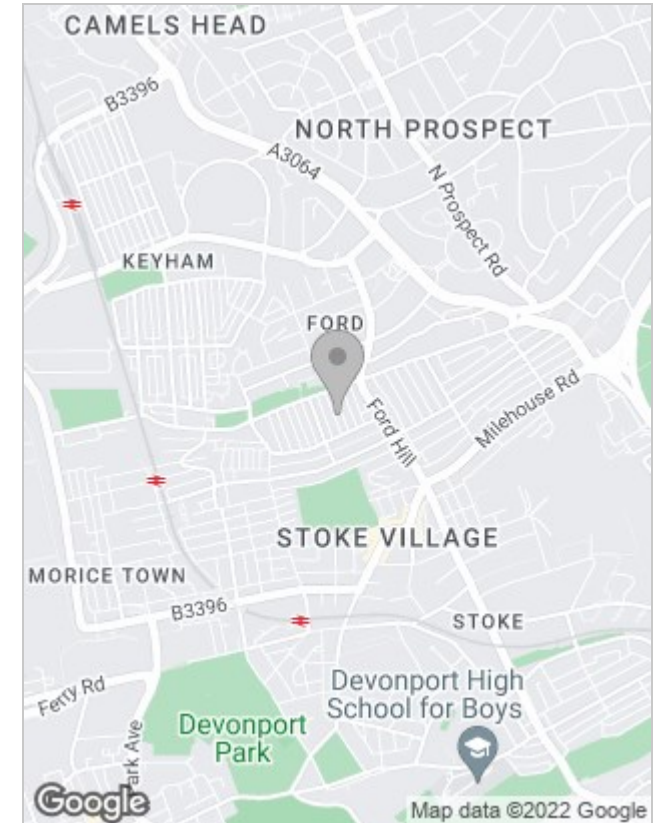 CAMELS HEAD
B3396
NORTH PROSPECT
A3064
N Prospect Rd
KEYHAM
FORD
Milehouse Rd
Ford Hill
STOKE VILLAGE
MORICE TOWN
B3396
STOKE
Ferry Rd
Devonport High
School for Boys
Park Ave
Devonport
Park
Google
Map data ©2022 Google